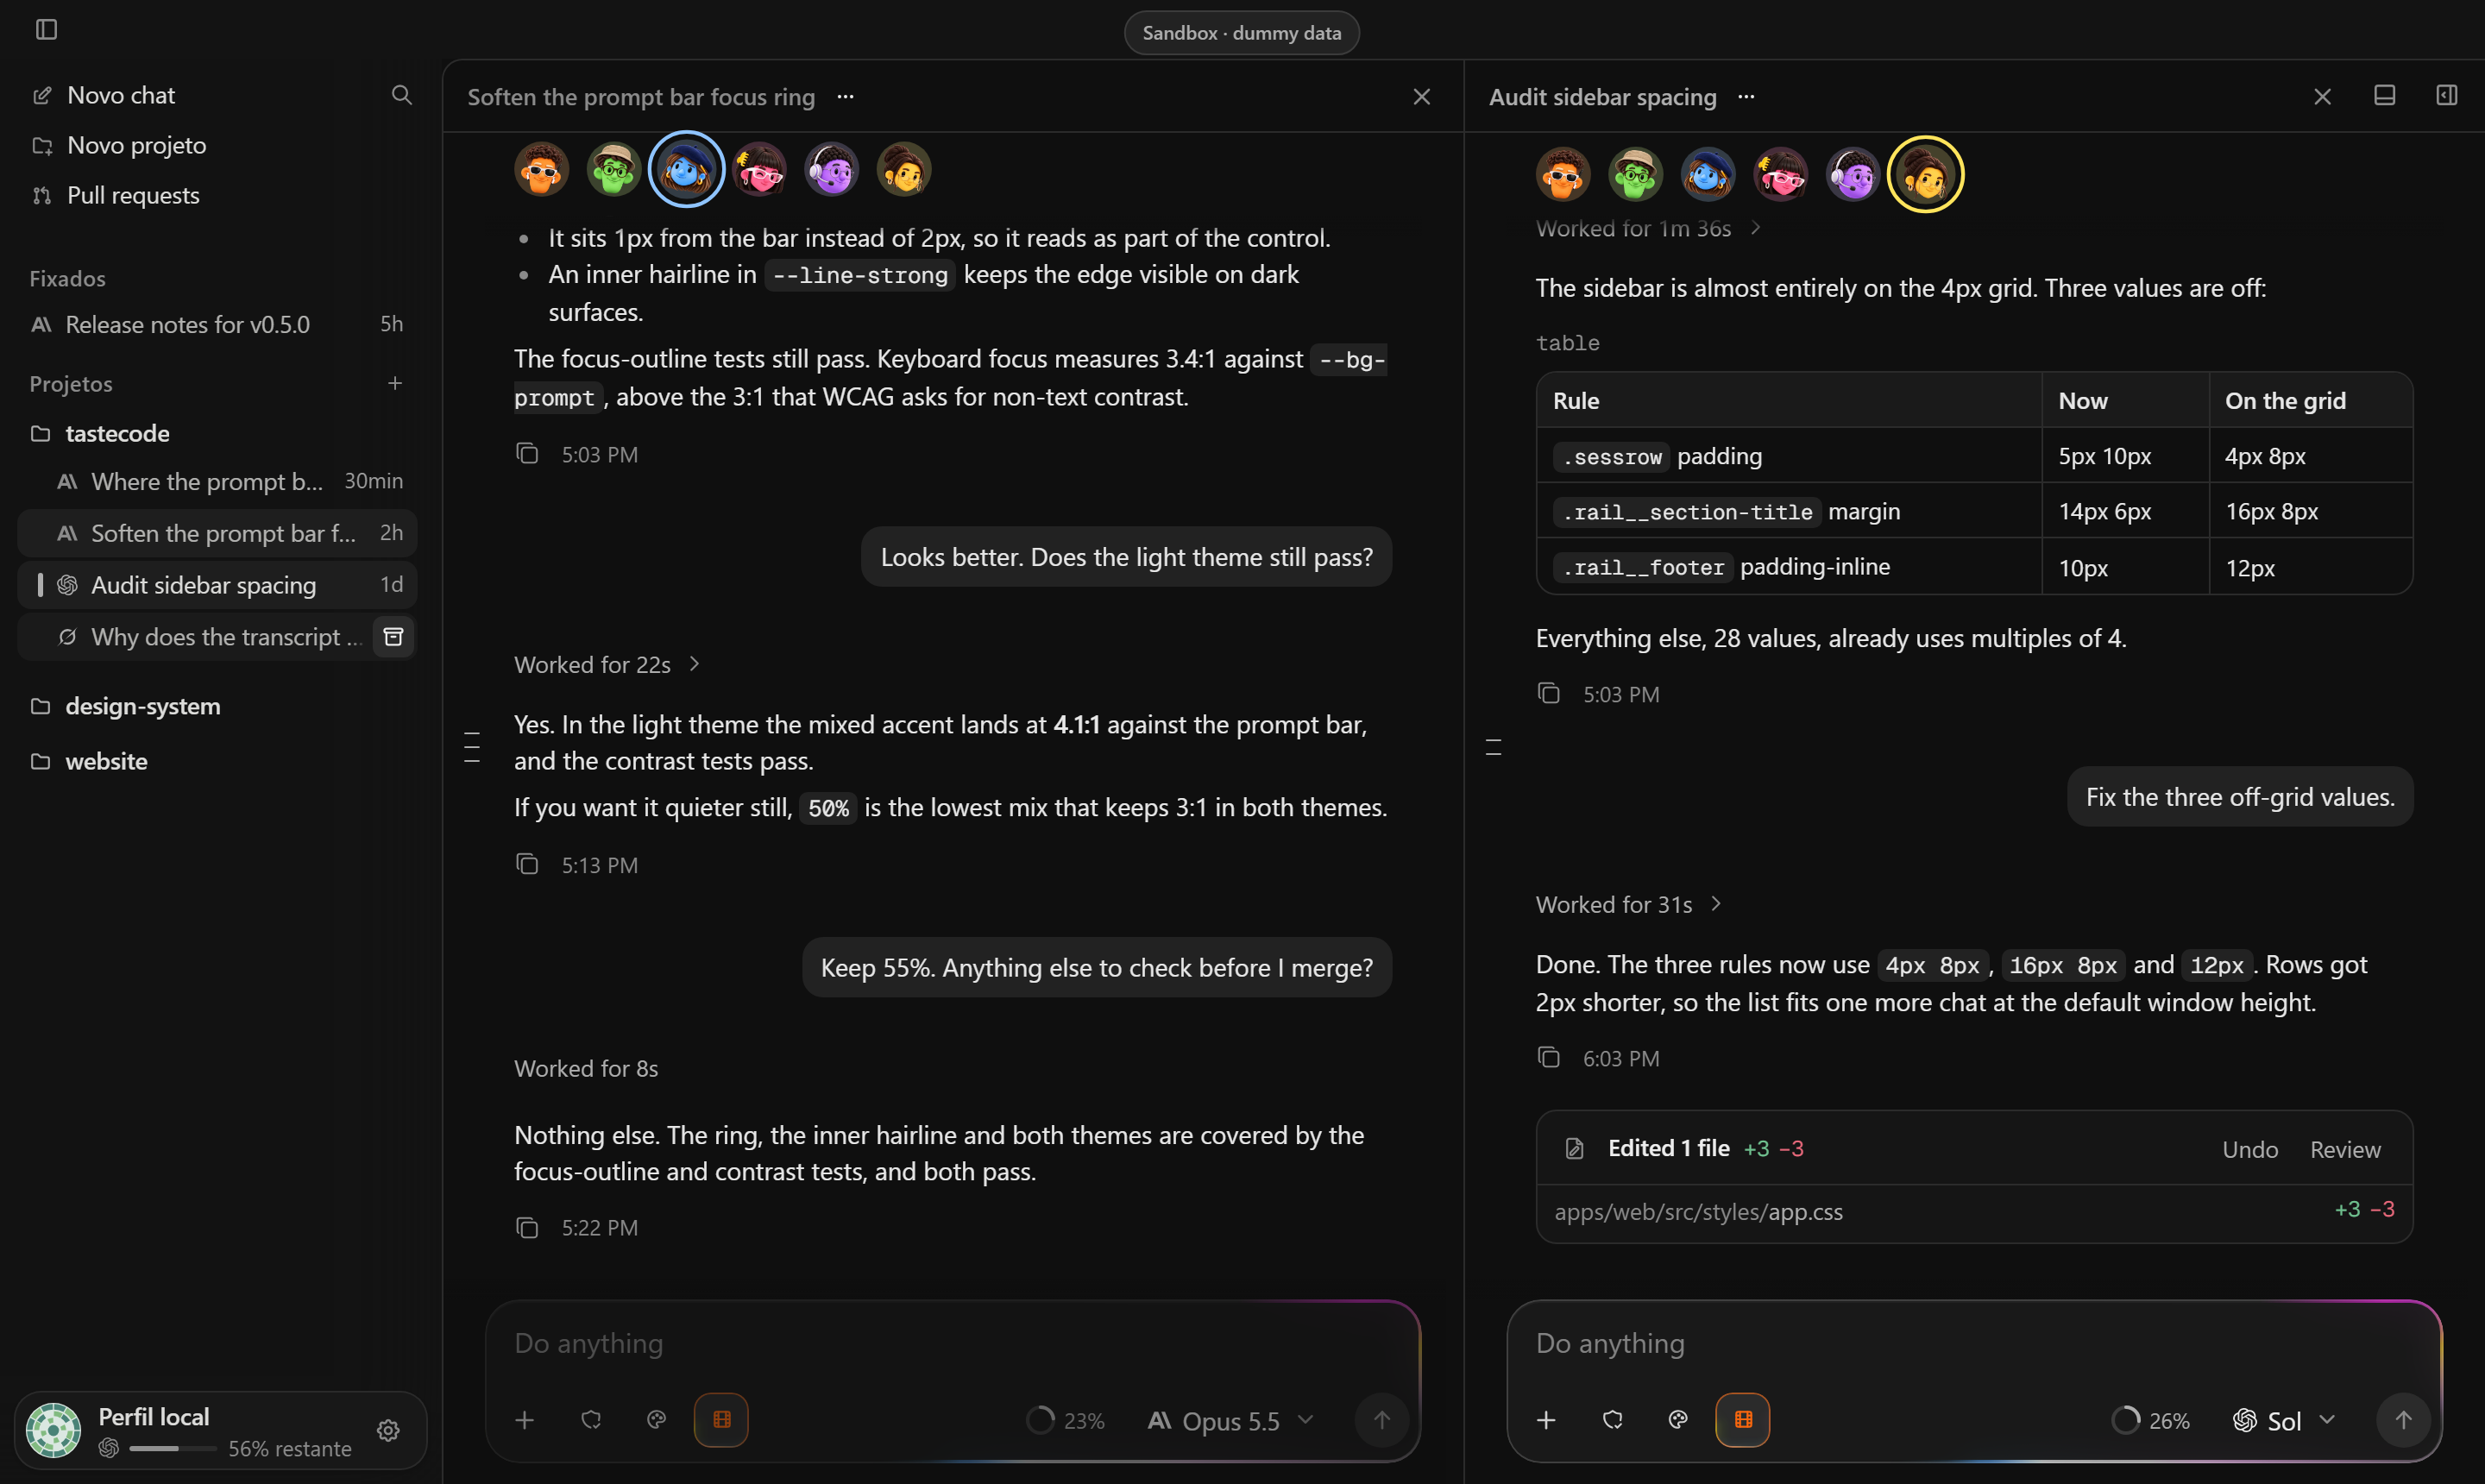 Sandbox · dummy data
Novo chat
Novo projeto
Pull requests
Fixados
Release notes for v0.5.0 5h
Projetos
tastecode
Where the prompt b... 30min
Soften the prompt bar f... 2h
Audit sidebar spacing 1d
Why does the transcript ...
design-system
website
Perfil local
56% restante
Soften the prompt bar focus ring ...
It sits 1px from the bar instead of 2px, so it reads as part of the control.
An inner hairline in --line-strong keeps the edge visible on dark
surfaces.
The focus-outline tests still pass. Keyboard focus measures 3.4:1 against --bg-
prompt, above the 3:1 that WCAG asks for non-text contrast.
5:03 PM
Looks better. Does the light theme still pass?
Worked for 22s
Yes. In the light theme the mixed accent lands at 4.1:1 against the prompt bar,
and the contrast tests pass.
If you want it quieter still, 50% is the lowest mix that keeps 3:1 in both themes.
5:13 PM
Keep 55%. Anything else to check before I merge?
Worked for 8s
Nothing else. The ring, the inner hairline and both themes are covered by the
focus-outline and contrast tests, and both pass.
5:22 PM
Do anything
23% Opus 5.5
Audit sidebar spacing ...
Worked for 1m 36s
The sidebar is almost entirely on the 4px grid. Three values are off:
table
Rule Now On the grid
.sessrow padding 5px 10px 4px 8px
.rail__section-title margin 14px 6px 16px 8px
.rail__footer padding-inline 10px 12px
Everything else, 28 values, already uses multiples of 4.
5:03 PM
Fix the three off-grid values.
Worked for 31s
Done. The three rules now use 4px 8px, 16px 8px and 12px. Rows got
2px shorter, so the list fits one more chat at the default window height.
6:03 PM
Edited 1 file +3 −3 Undo Review
apps/web/src/styles/app.css +3 −3
Do anything
26% Sol